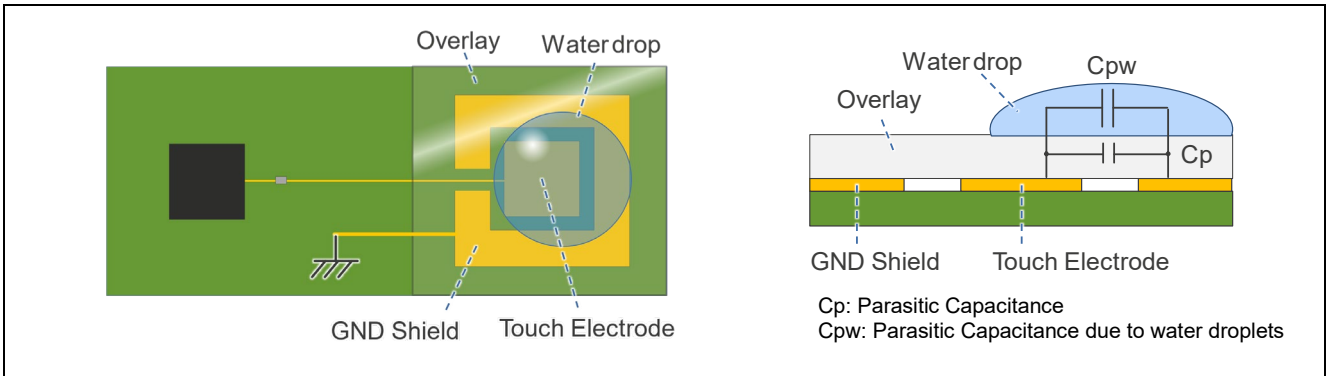 Overlay
Water drop
GND Shield
Touch Electrode
Water drop
Cpw
Overlay
Cp
GND Shield
Touch Electrode
Cp: Parasitic Capacitance
Cpw: Parasitic Capacitance due to water droplets